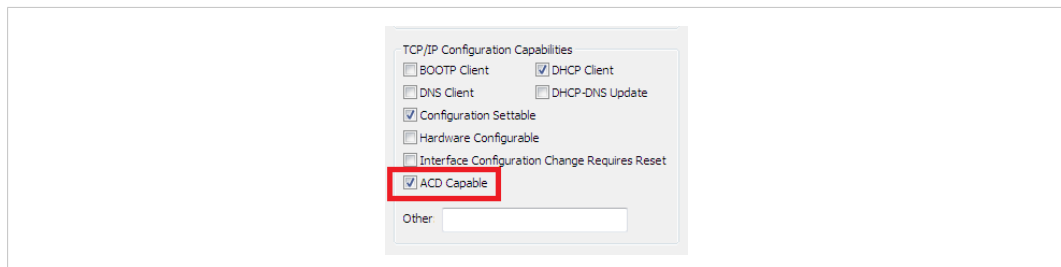 TCP/IP Configuration Capabilities
BOOTP Client DHCP Client
DNS Client DHCP-DNS Update
Configuration Settable
Hardware Configurable
Interface Configuration Change Requires Reset
ACD Capable
Other